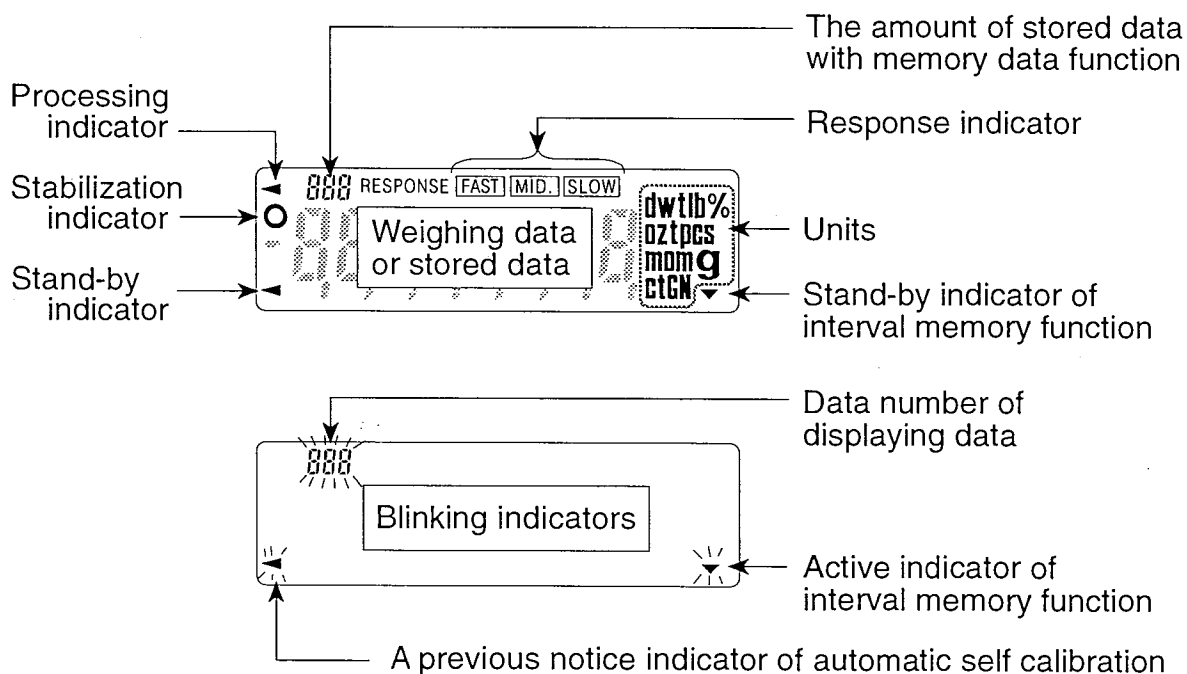 The amount of stored data
with memory data function
Processing
indicator
Response indicator
Stabilization
indicator
888 RESPONSE FAST MID. SLOW
Weighing data
or stored data
dwtlb%
oztpcs
momg
ctGN
Units
Stand-by
indicator
Stand-by indicator of
interval memory function
Data number of
displaying data
888
Blinking indicators
Active indicator of
interval memory function
A previous notice indicator of automatic self calibration